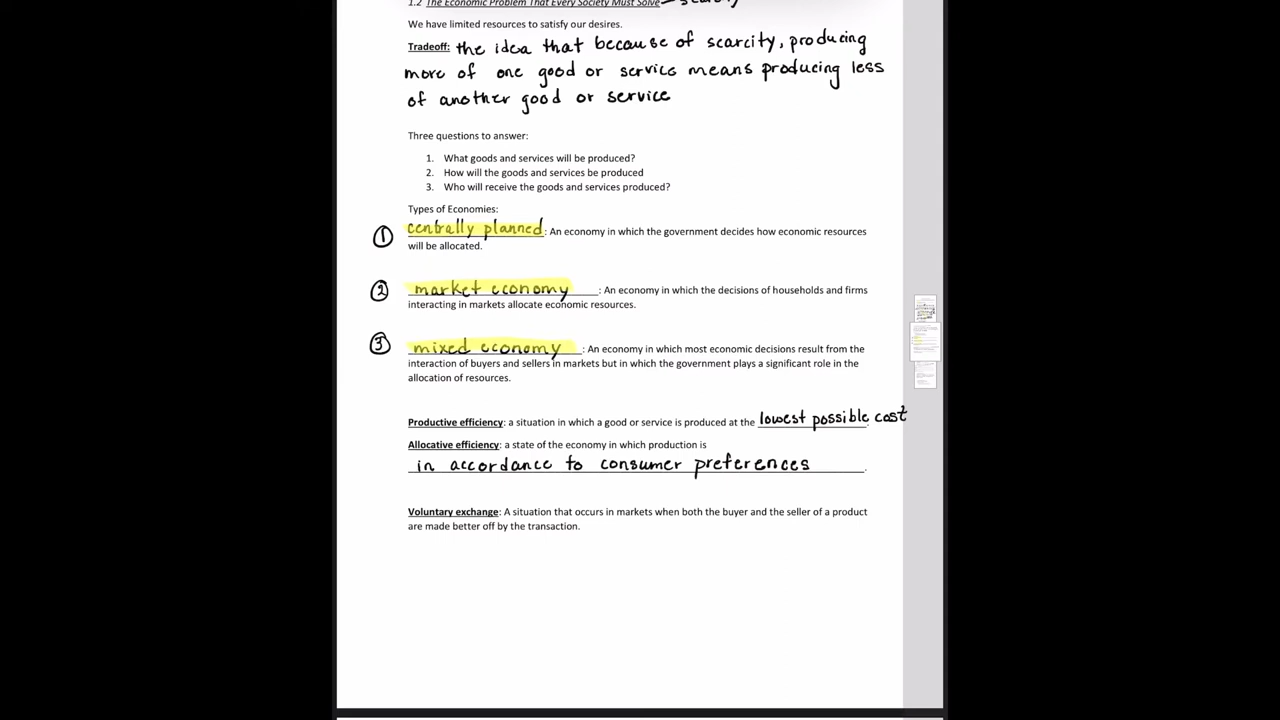 1.2 The Economic Problem That Every Society Must Solve
We have limited resources to satisfy our desires.
Tradeoff: the idea that because of scarcity, producing
more of one good or service means producing less
of another good or service
Three questions to answer:
1. What goods and services will be produced?
2. How will the goods and services be produced
3. Who will receive the goods and services produced?
Types of Economies:
① centrally planned: An economy in which the government decides how economic resources
will be allocated.
② market economy: An economy in which the decisions of households and firms
interacting in markets allocate economic resources.
③ mixed economy: An economy in which most economic decisions result from the
interaction of buyers and sellers in markets but in which the government plays a significant role in the
allocation of resources.
Productive efficiency: a situation in which a good or service is produced at the lowest possible cost.
Allocative efficiency: a state of the economy in which production is
in accordance to consumer preferences.
Voluntary exchange: A situation that occurs in markets when both the buyer and the seller of a product
are made better off by the transaction.